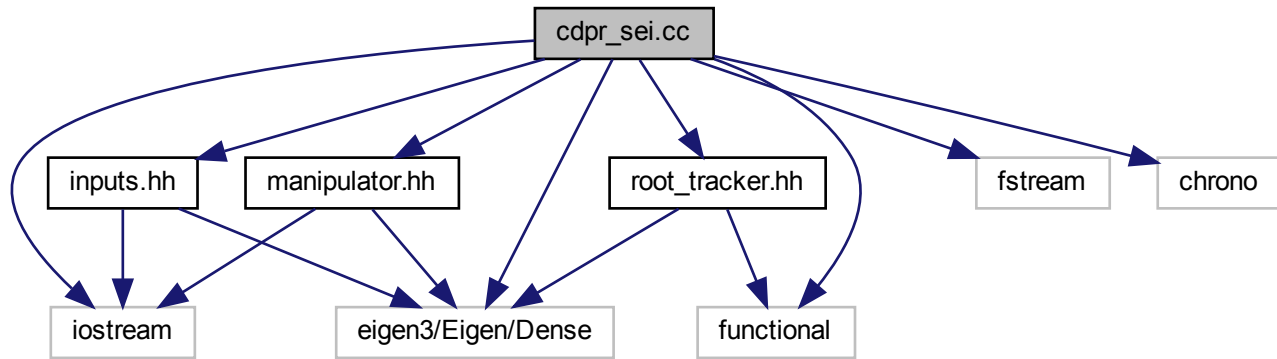 cdpr_sei.cc
inputs.hh
manipulator.hh
root_tracker.hh
fstream
chrono
iostream
eigen3/Eigen/Dense
functional